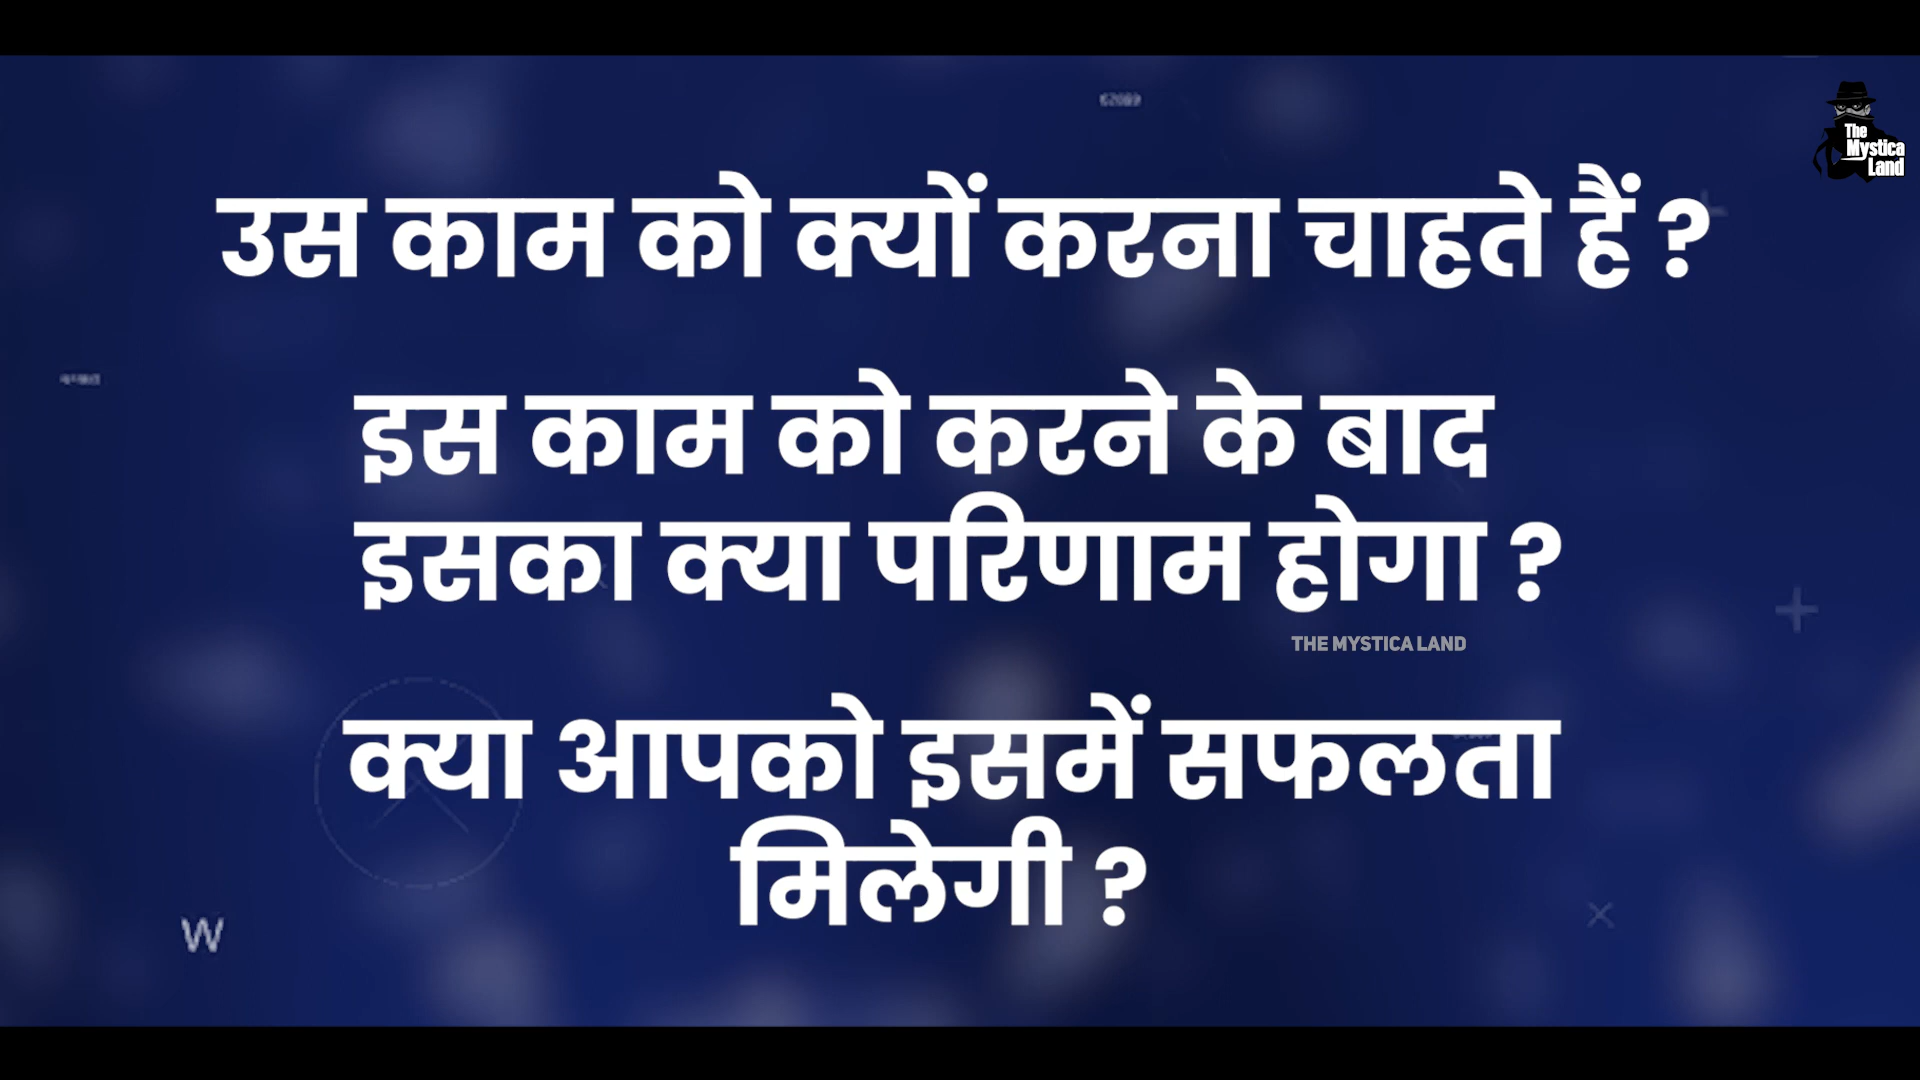 The
Mystica
Land
उस काम को क्यों करना चाहते हैं ?
इस काम को करने के बाद
इसका क्या परिणाम होगा ?
THE MYSTICA LAND
क्या आपको इसमें सफलता
मिलेगी ?
W